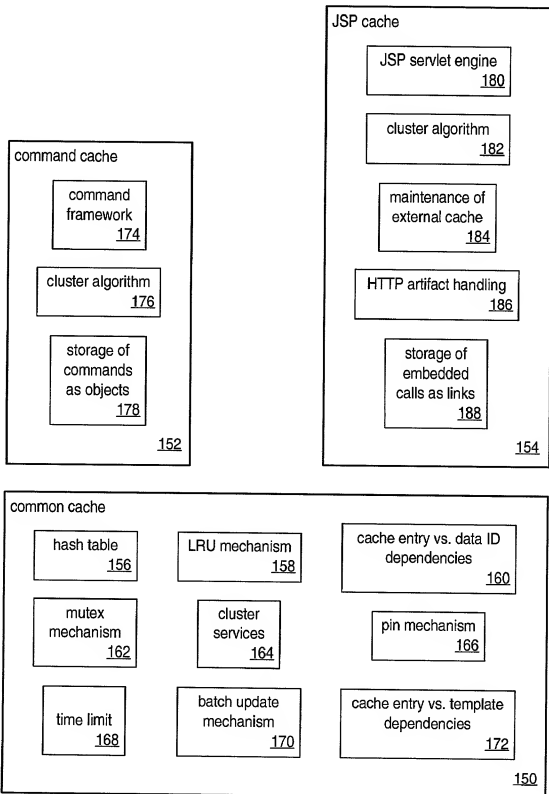 JSP cache
JSP servlet engine
180
cluster algorithm
182
maintenance of
external cache
184
HTTP artifact handling
186
storage of
embedded
calls as links
188
154
command cache
command
framework
174
cluster algorithm
176
storage of
commands
as objects
178
152
common cache
hash table
156
LRU mechanism
158
cache entry vs. data ID
dependencies
160
mutex
mechanism
162
cluster
services
164
pin mechanism
166
time limit
168
batch update
mechanism
170
cache entry vs. template
dependencies
172
150